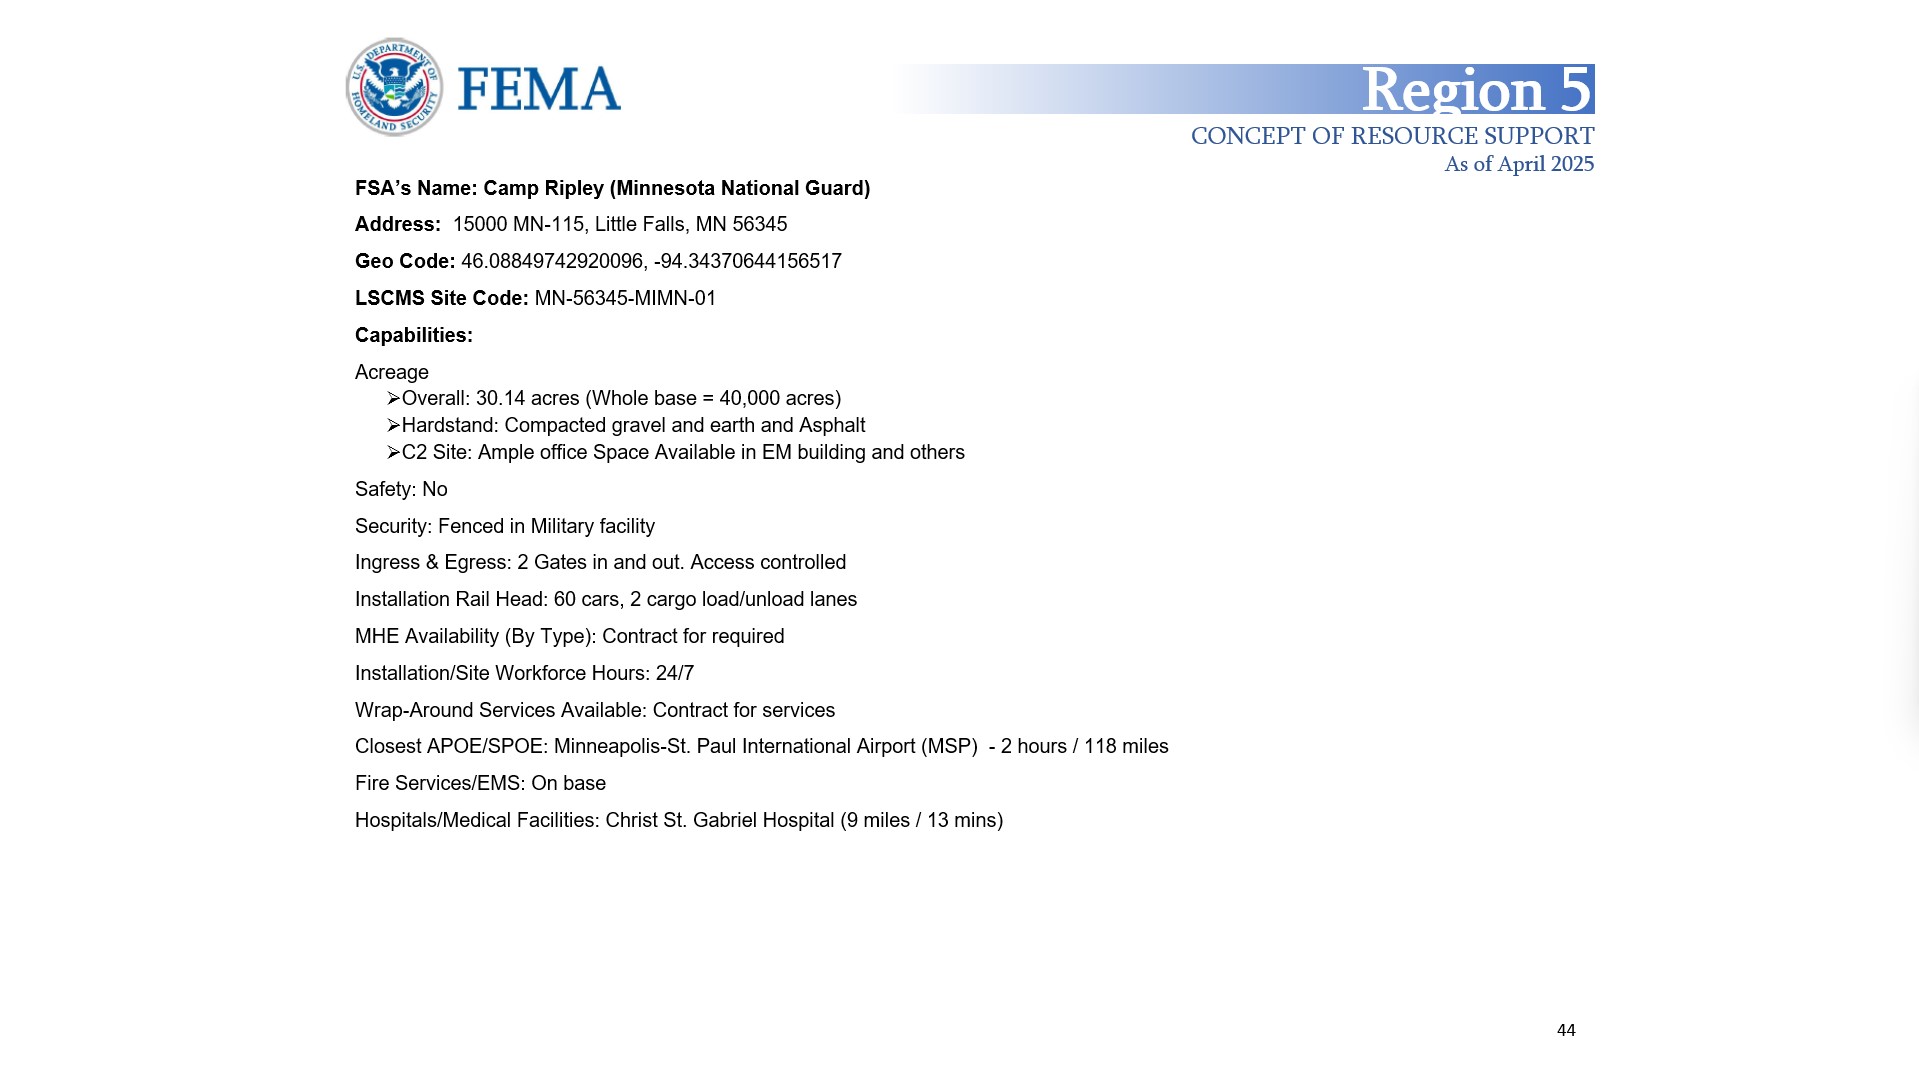 U.S. DEPARTMENT OF HOMELAND SECURITY
FEMA
Region 5
CONCEPT OF RESOURCE SUPPORT
As of April 2025
FSA’s Name: Camp Ripley (Minnesota National Guard)
Address:  15000 MN-115, Little Falls, MN 56345
Geo Code: 46.08849742920096, -94.34370644156517
LSCMS Site Code: MN-56345-MIMN-01
Capabilities:
Acreage
➢Overall: 30.14 acres (Whole base = 40,000 acres)
➢Hardstand: Compacted gravel and earth and Asphalt
➢C2 Site: Ample office Space Available in EM building and others
Safety: No
Security: Fenced in Military facility
Ingress & Egress: 2 Gates in and out. Access controlled
Installation Rail Head: 60 cars, 2 cargo load/unload lanes
MHE Availability (By Type): Contract for required
Installation/Site Workforce Hours: 24/7
Wrap-Around Services Available: Contract for services
Closest APOE/SPOE: Minneapolis-St. Paul International Airport (MSP)  - 2 hours / 118 miles
Fire Services/EMS: On base
Hospitals/Medical Facilities: Christ St. Gabriel Hospital (9 miles / 13 mins)
44